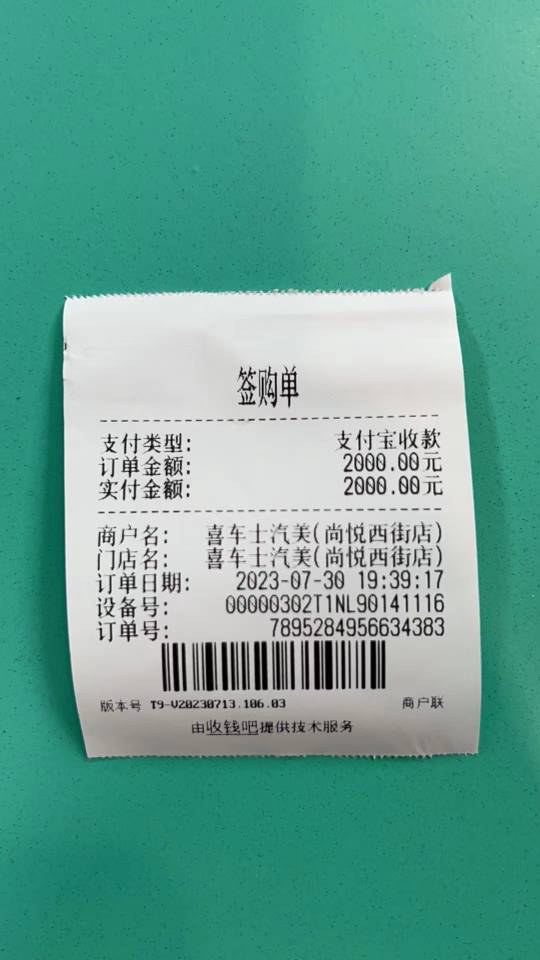 签购单
支付类型: 支付宝收款
订单金额: 2000.00元
实付金额: 2000.00元
商户名: 喜车士汽美(尚悦西街店)
门店名: 喜车士汽美(尚悦西街店)
订单日期: 2023-07-30 19:39:17
设备号: 00000302T1NL90141116
订单号: 7895284956634383
版本号 T9-V20230713.106.03 商户联
由收钱吧提供技术服务